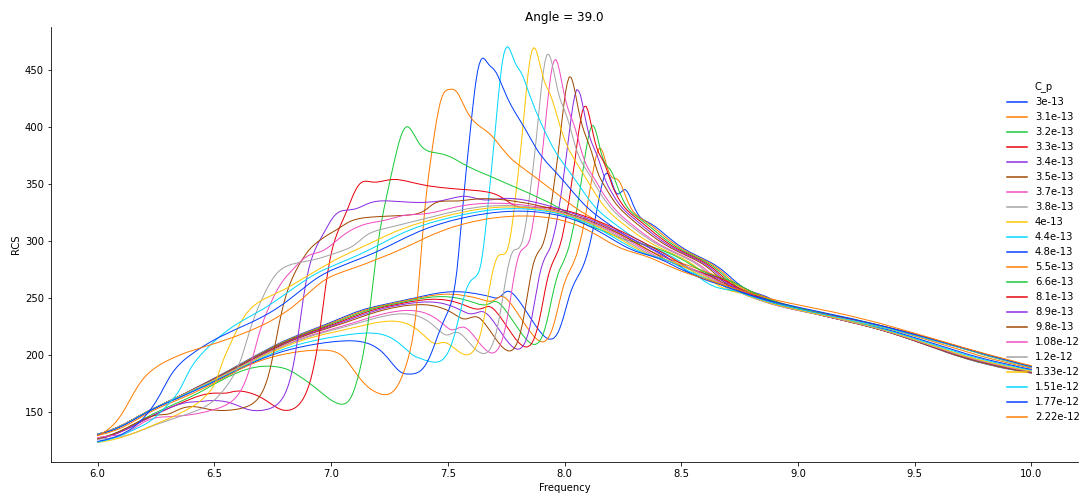 Angle = 39.0
RCS
450
400
350
300
250
200
150
6.0
6.5
7.0
7.5
8.0
8.5
9.0
9.5
10.0
Frequency
C_p
3e-13
3.1e-13
3.2e-13
3.3e-13
3.4e-13
3.5e-13
3.7e-13
3.8e-13
4e-13
4.4e-13
4.8e-13
5.5e-13
6.6e-13
8.1e-13
8.9e-13
9.8e-13
1.08e-12
1.2e-12
1.33e-12
1.51e-12
1.77e-12
2.22e-12